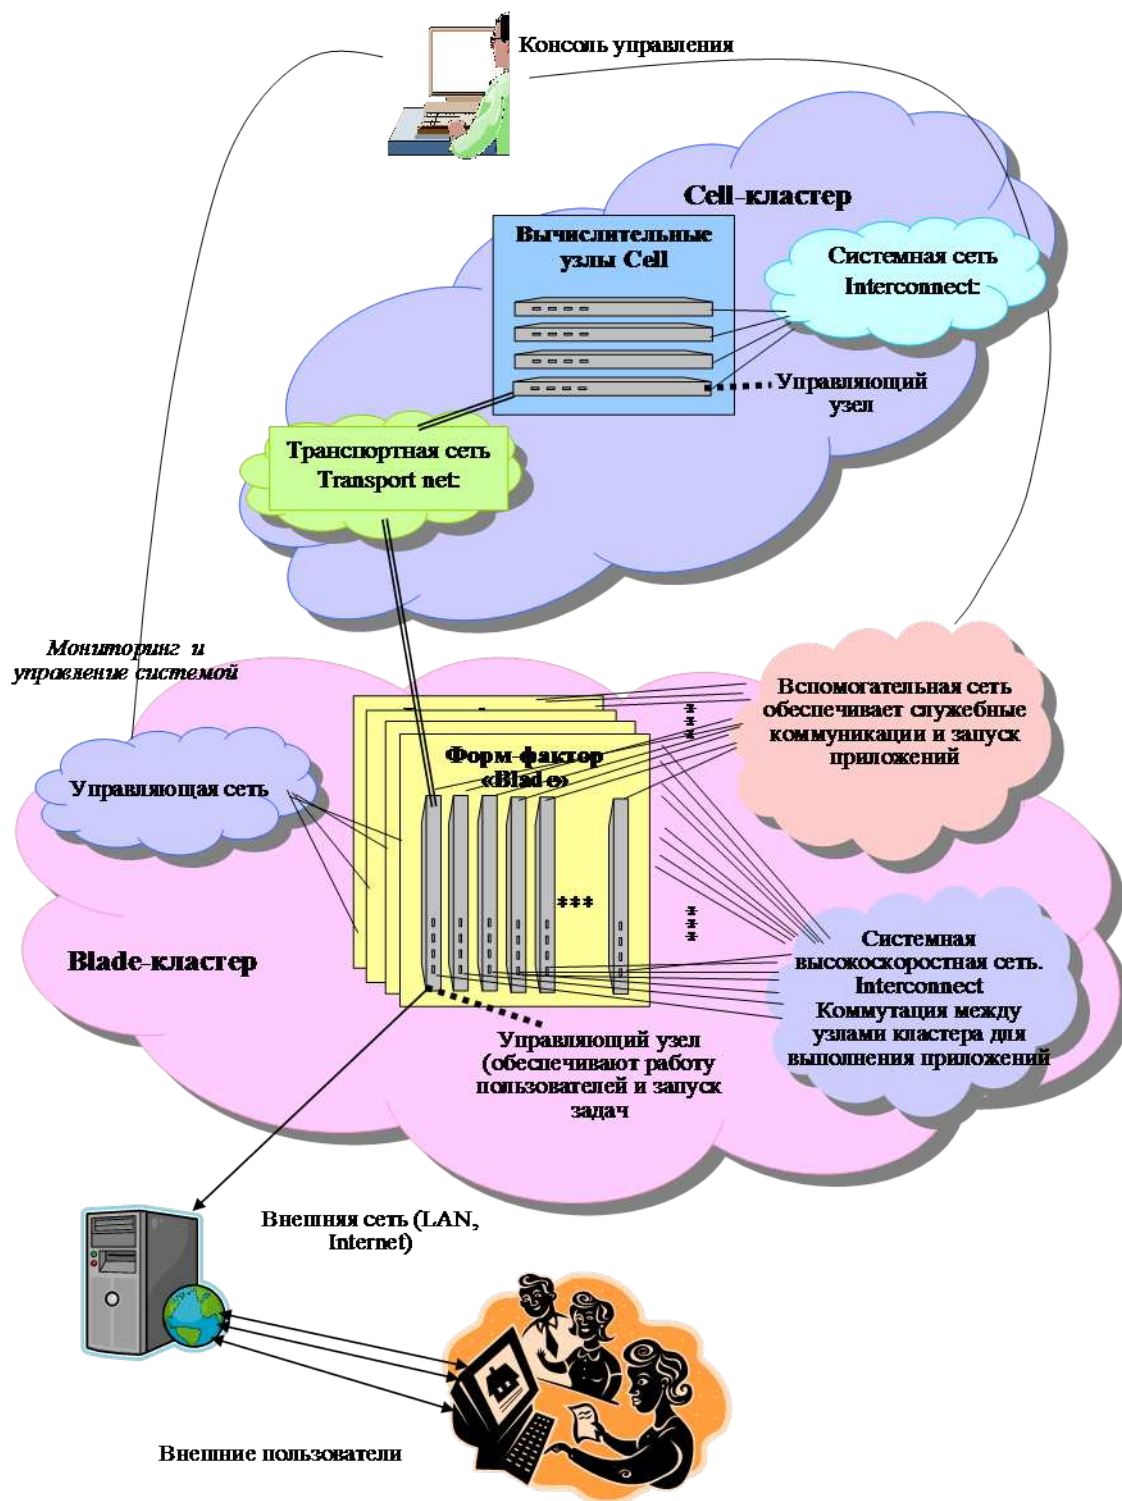 Консоль управления
Cell-кластер
Вычислительные
узлы Cell
Системная сеть
Interconnect:
Управляющий
узел
Транспортная сеть
Transport net:
Мониторинг и
управление системой
Вспомогательная сеть
обеспечивает служебные
коммуникации и запуск
приложений
Форм-фактор
«Blade»
Управляющая сеть
Blade-кластер
Системная
высокоскоростная сеть.
Interconnect
Коммутация между
узлами кластера для
выполнения приложений
Управляющий узел
(обеспечивают работу
пользователей и запуск
задач
Внешняя сеть (LAN,
Internet)
Внешние пользователи